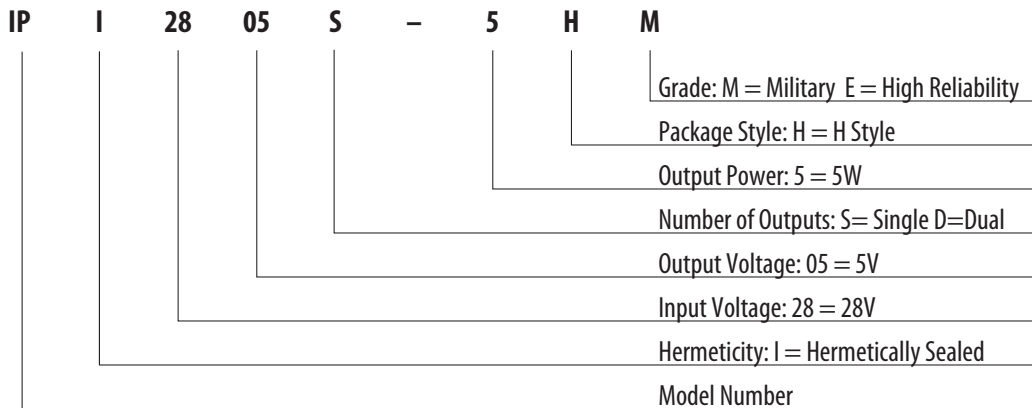 IP I 28 05 S – 5 H M
Grade: M = Military E = High Reliability
Package Style: H = H Style
Output Power: 5 = 5W
Number of Outputs: S= Single D=Dual
Output Voltage: 05 = 5V
Input Voltage: 28 = 28V
Hermeticity: I = Hermetically Sealed
Model Number